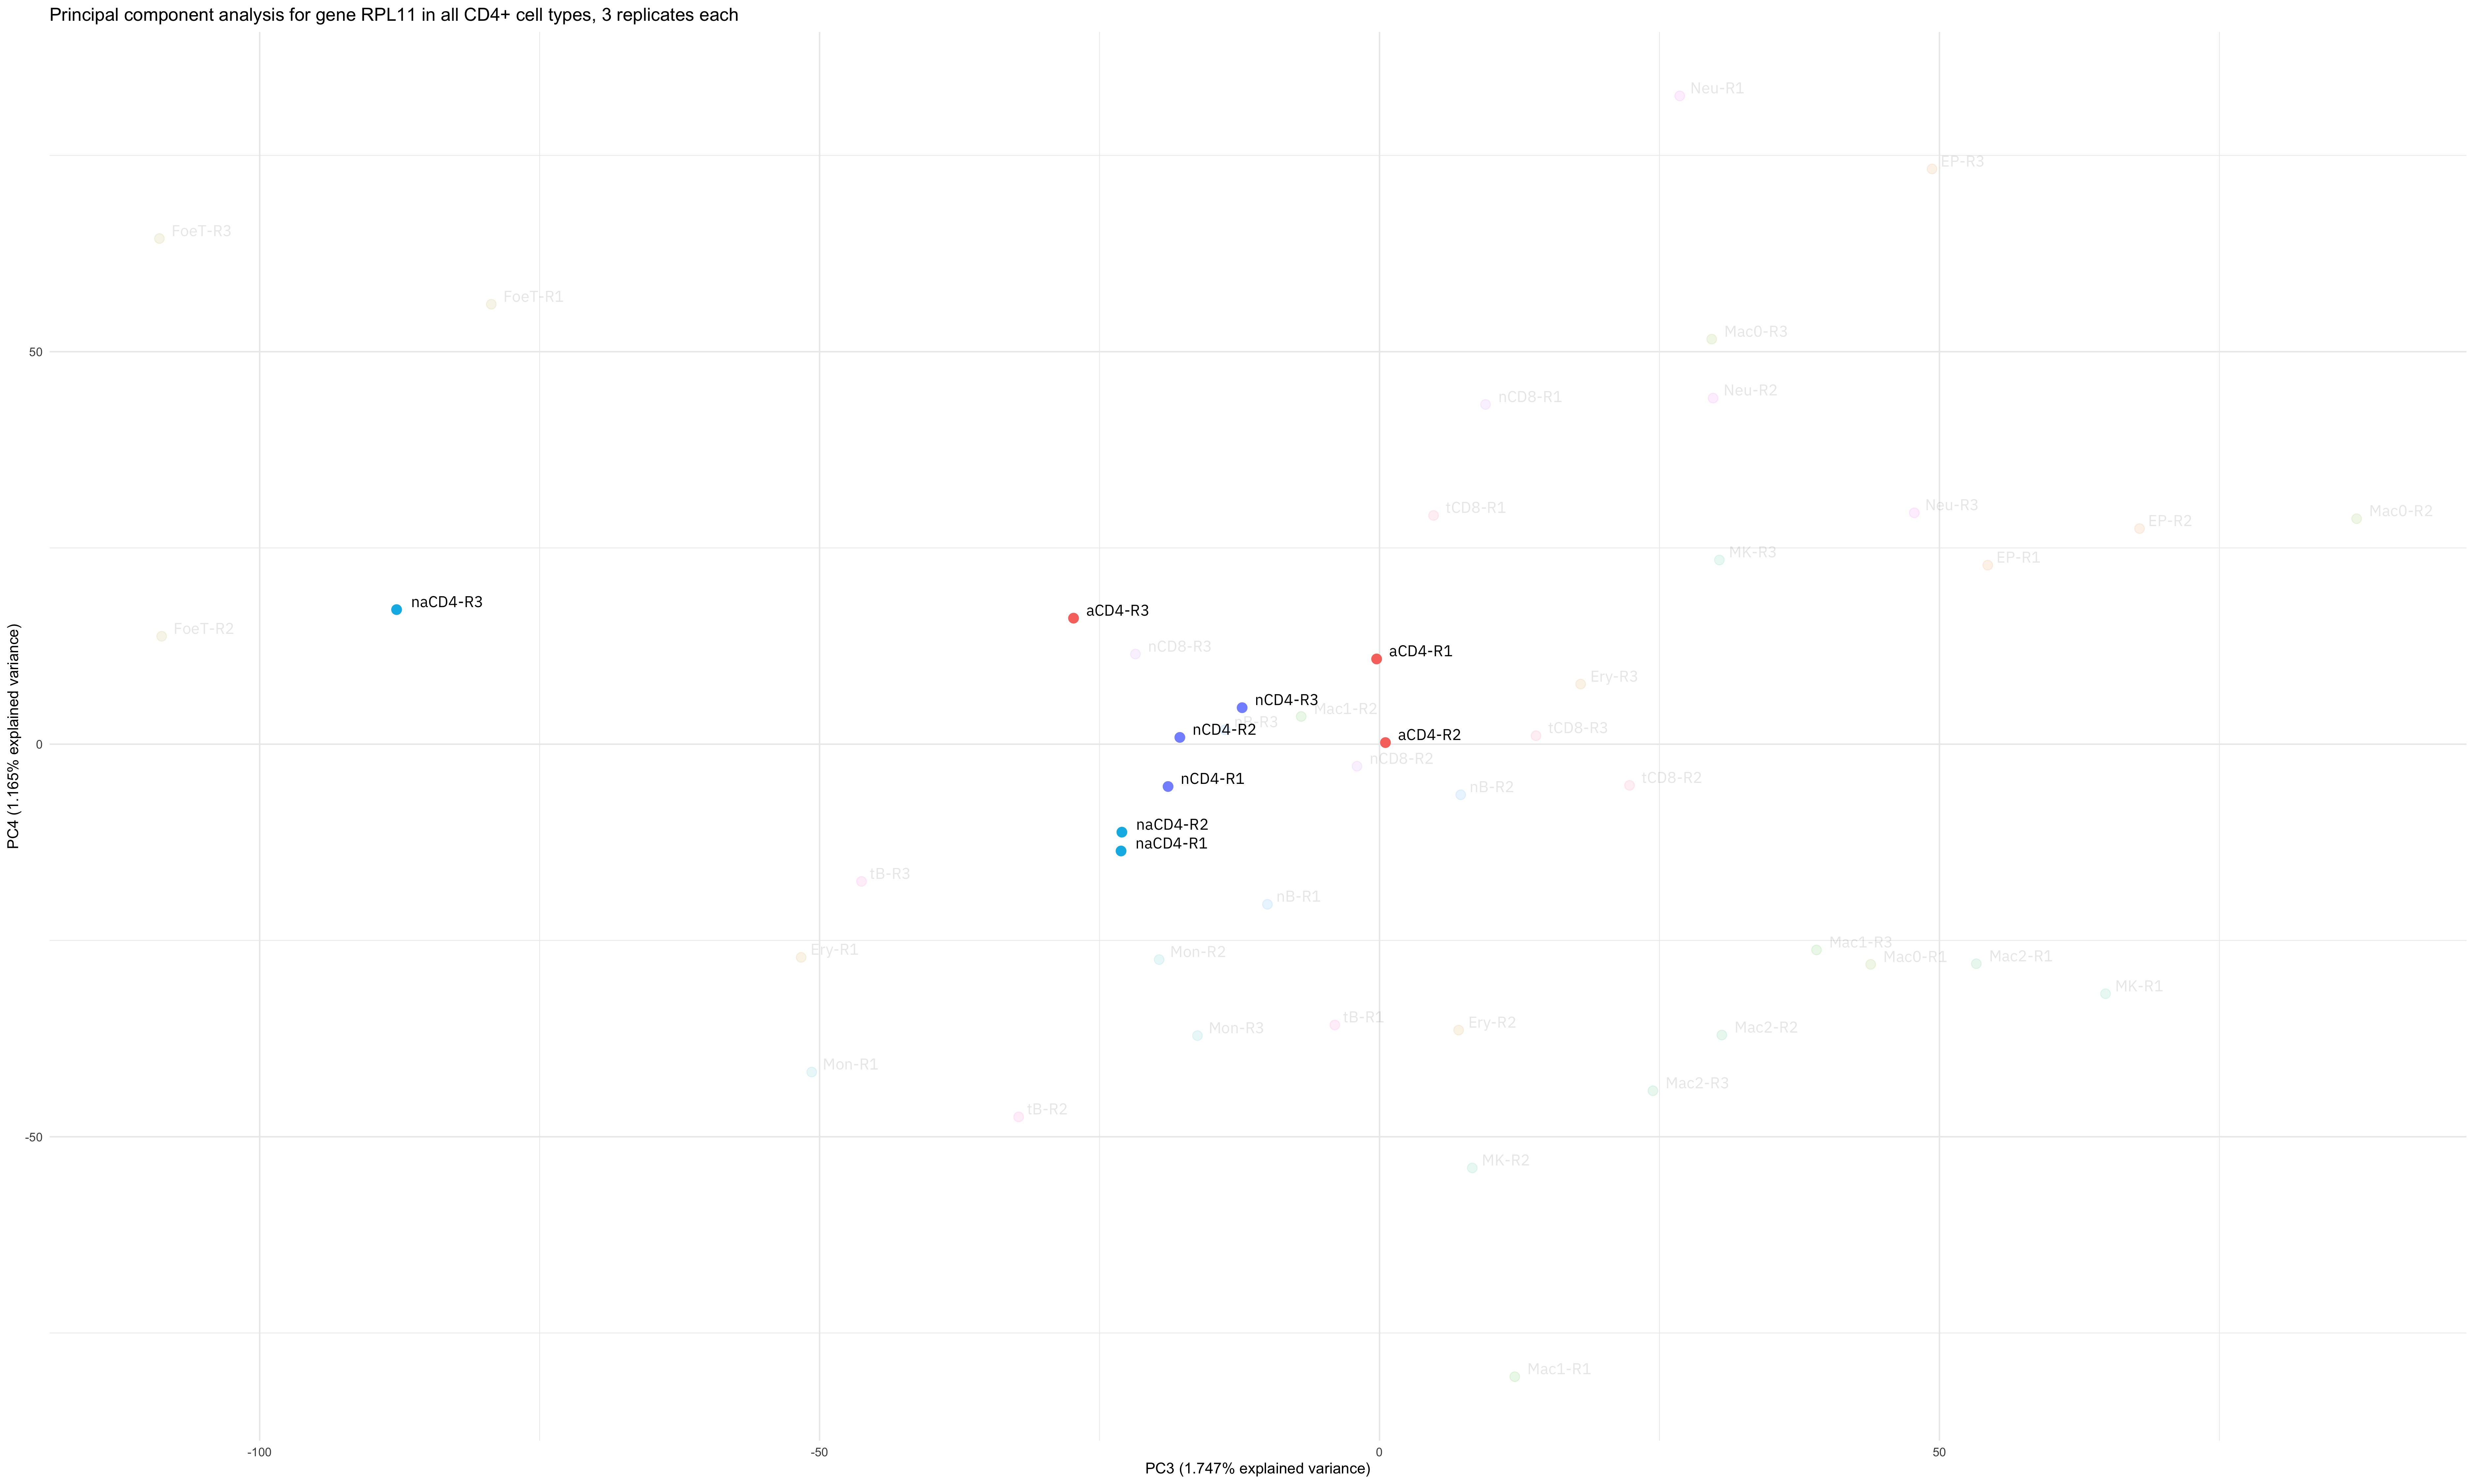 Principal component analysis for gene RPL11 in all CD4+ cell types, 3 replicates each
Neu-R1
EP-R3
FoeT-R3
FoeT-R1
Mac0-R3
50
Neu-R2
nCD8-R1
tCD8-R1
Neu-R3
Mac0-R2
EP-R2
MK-R3
EP-R1
naCD4-R3
aCD4-R3
FoeT-R2
nCD8-R3
aCD4-R1
Ery-R3
nCD4-R3
Mac1-R2
nB-R3
nCD4-R2
tCD8-R3
aCD4-R2
0
nCD8-R2
nCD4-R1
tCD8-R2
nB-R2
naCD4-R2
naCD4-R1
tB-R3
nB-R1
Ery-R1
Mon-R2
Mac1-R3
Mac0-R1
Mac2-R1
MK-R1
tB-R1
Ery-R2
Mon-R3
Mac2-R2
Mon-R1
Mac2-R3
tB-R2
-50
MK-R2
Mac1-R1
PC4 (1.165% explained variance)
-100
-50
0
50
PC3 (1.747% explained variance)